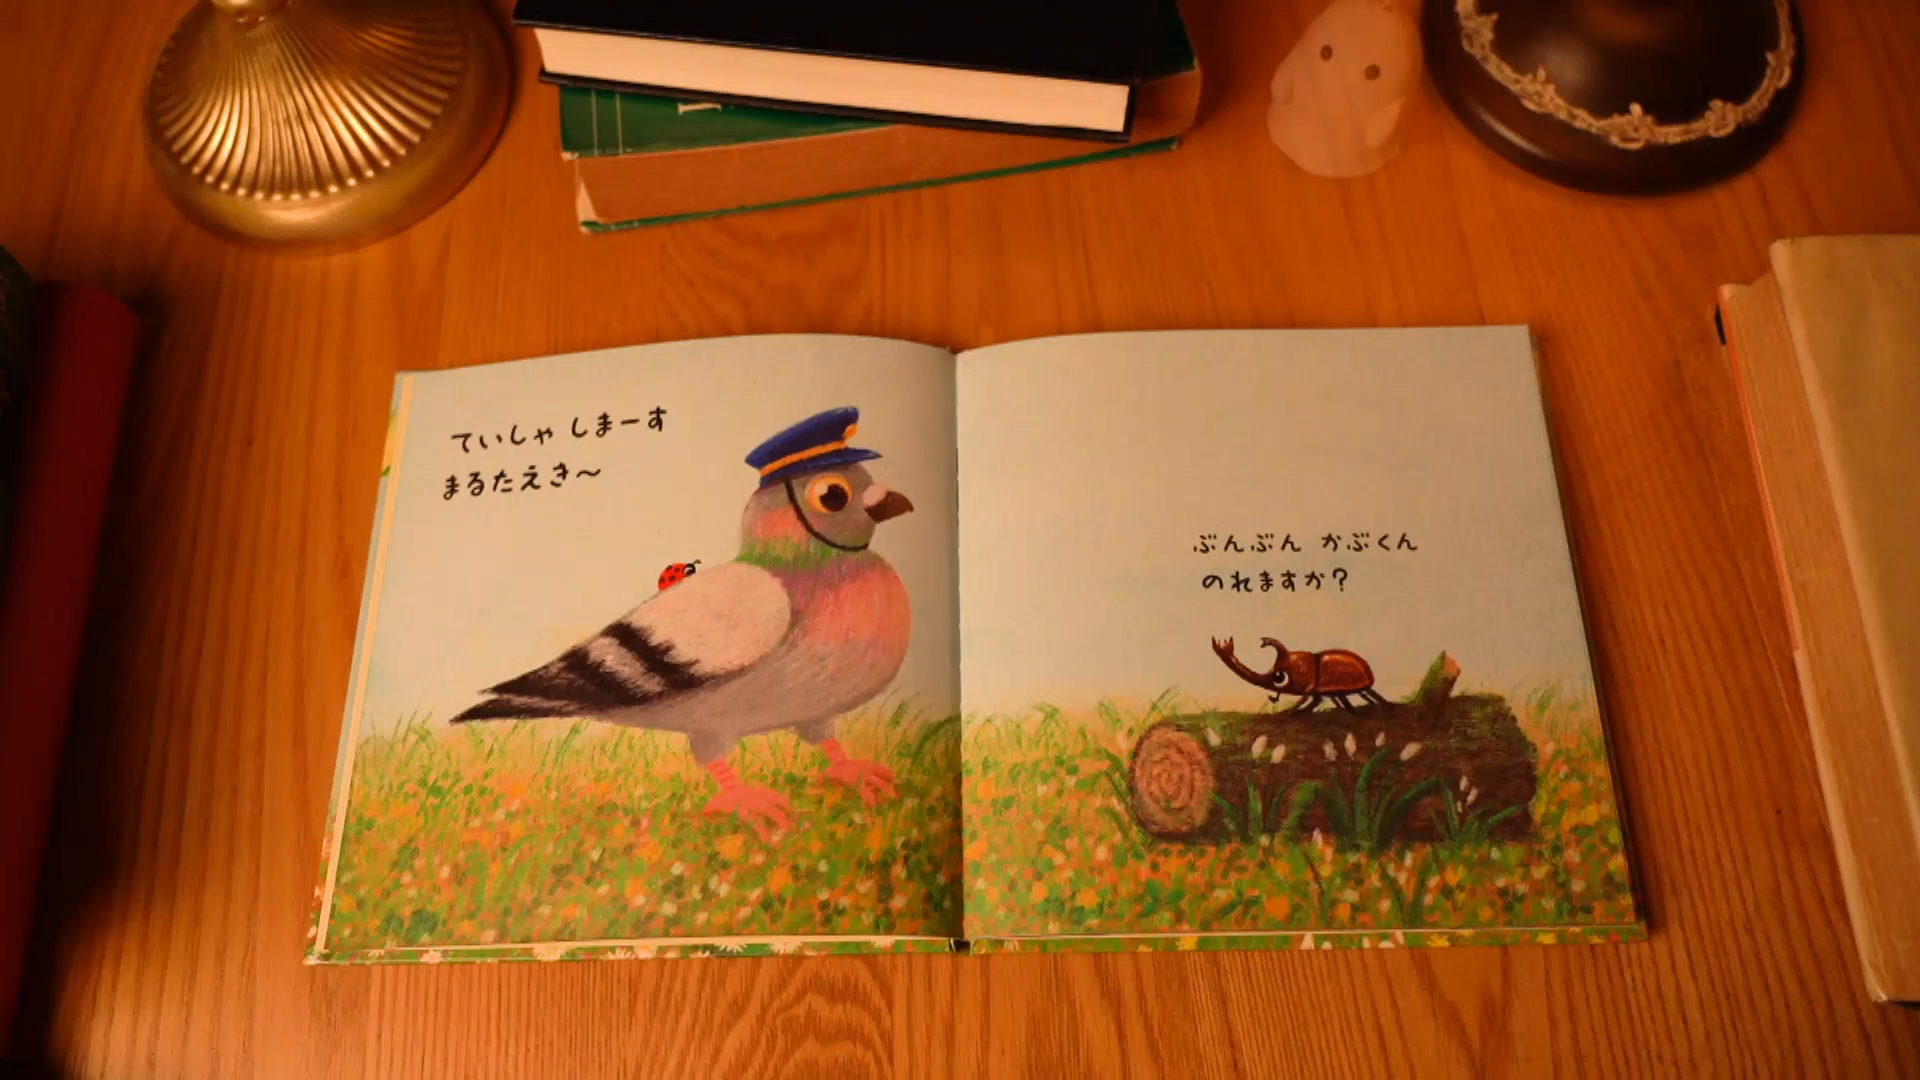 ていしゃ しまーす
まるたえき〜
ぶんぶん かぶくん
のれますか?